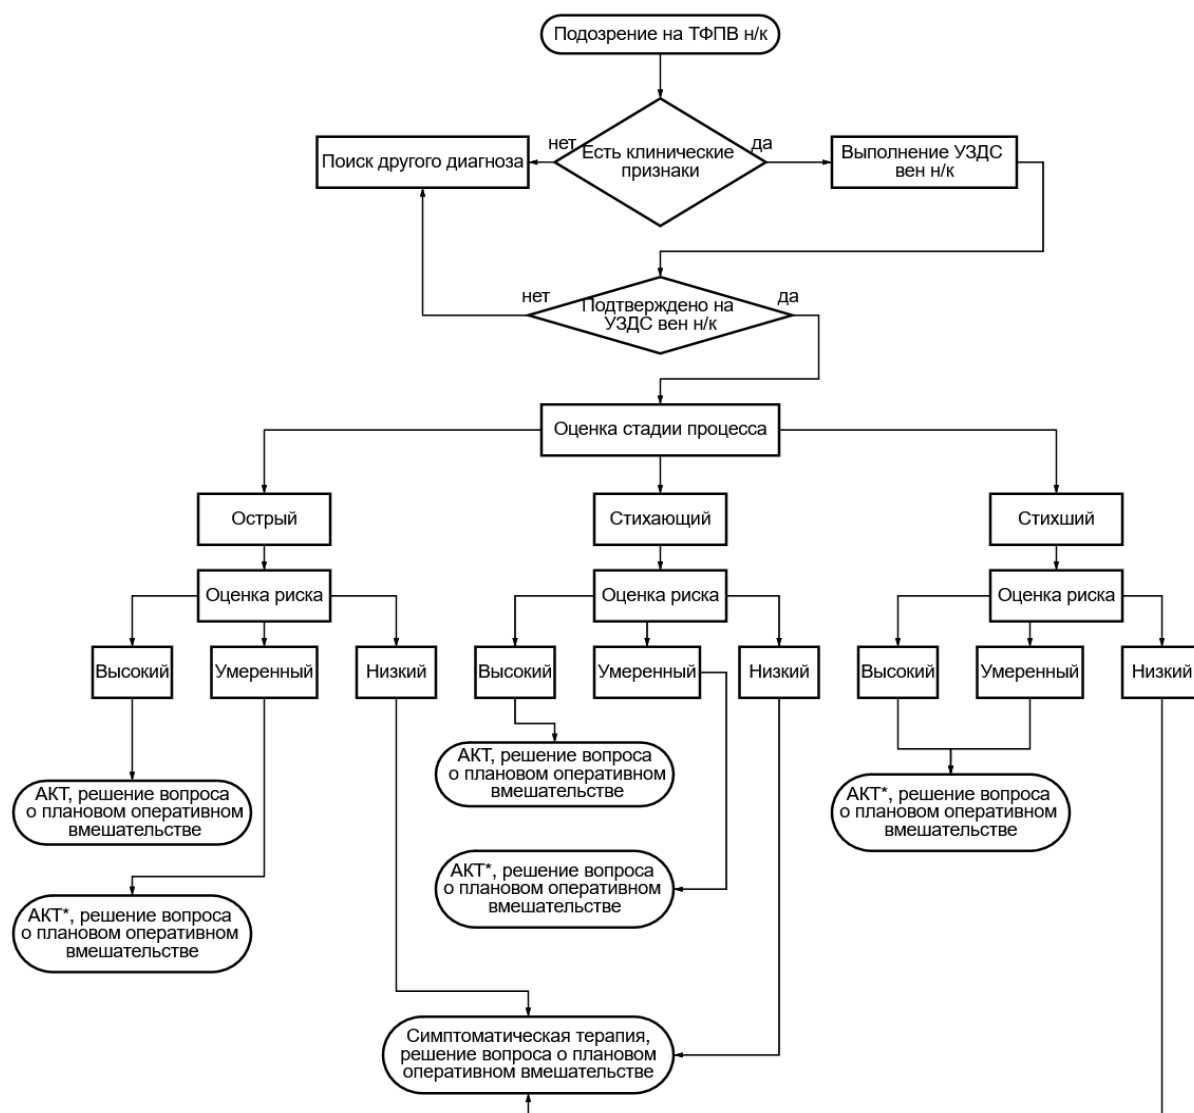 Подозрение на ТФПВ н/к
нет
да
Есть клинические
признаки
Поиск другого диагноза
Выполнение УЗДС
вен н/к
нет
да
Подтверждено на
УЗДС вен н/к
Оценка стадии процесса
Острый
Стихающий
Стихший
Оценка риска
Оценка риска
Оценка риска
Высокий
Умеренный
Низкий
Высокий
Умеренный
Низкий
Высокий
Умеренный
Низкий
АКТ, решение вопроса
о плановом оперативном
вмешательстве
АКТ, решение вопроса
о плановом оперативном
вмешательстве
АКТ*, решение вопроса
о плановом оперативном
вмешательстве
АКТ*, решение вопроса
о плановом оперативном
вмешательстве
АКТ*, решение вопроса
о плановом оперативном
вмешательстве
Симптоматическая терапия,
решение вопроса о плановом
оперативном вмешательстве